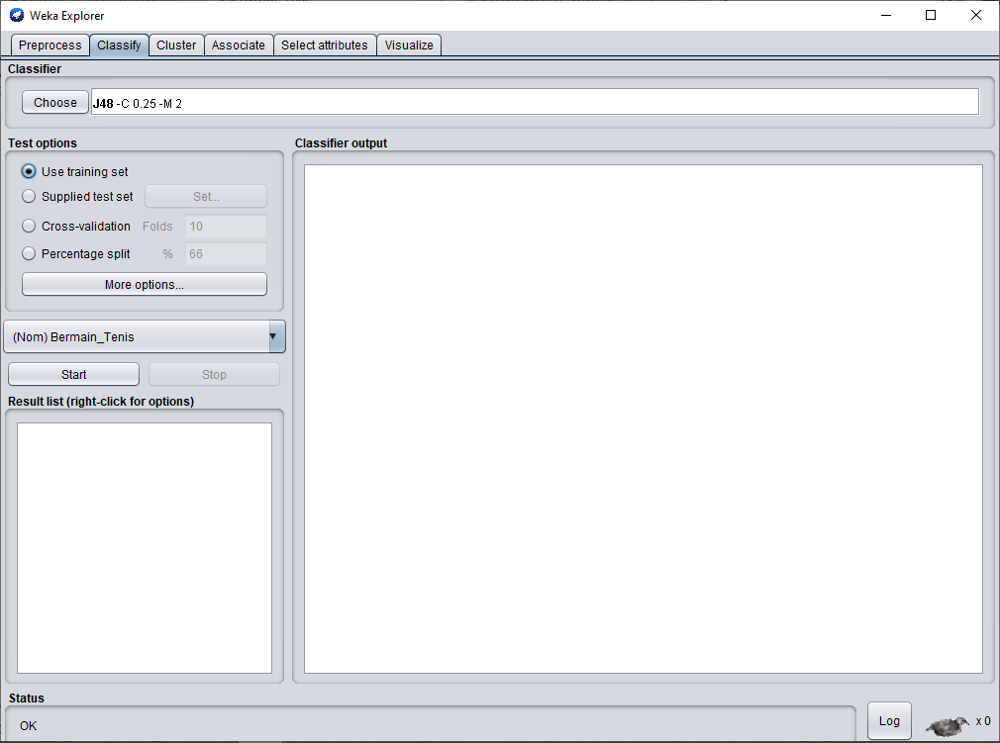 Weka Explorer
Preprocess Classify Cluster Associate Select attributes Visualize
Classifier
Choose J48 -C 0.25 -M 2
Test options
Use training set
Supplied test set Set...
Cross-validation Folds 10
Percentage split % 66
More options...
(Nom) Bermain_Tenis
Start Stop
Result list (right-click for options)
Classifier output
Status
OK
Log x 0